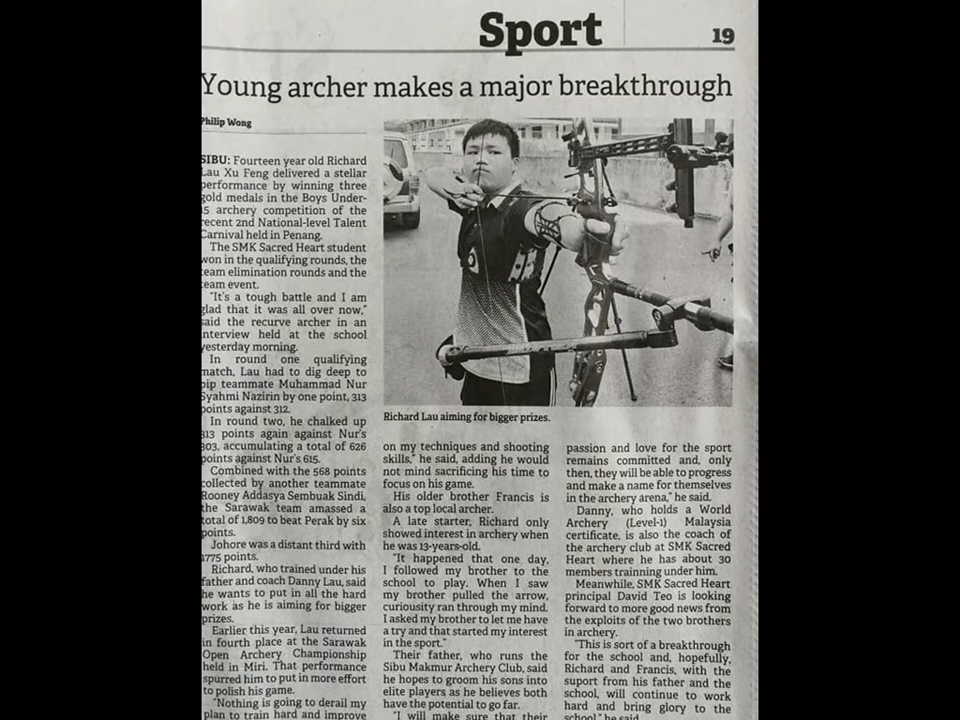 Sport
19
Young archer makes a major breakthrough
Philip Wong
SIBU: Fourteen year old Richard
Lau Xu Feng delivered a stellar
performance by winning three
gold medals in the Boys Under-
15 archery competition of the
recent 2nd National-level Talent
Carnival held in Penang.
The SMK Sacred Heart student
won in the qualifying rounds, the
team elimination rounds and the
team event.
"It's a tough battle and I am
glad that it was all over now,"
said the recurve archer in an
interview held at the school
yesterday morning.
In round one qualifying
match, Lau had to dig deep to
pip teammate Muhammad Nur
Syahmi Nazirin by one point, 313
points against 312.
In round two, he chalked up
313 points again against Nur's
303, accumulating a total of 626
points against Nur's 615.
Combined with the 568 points
collected by another teammate
Rooney Addasya Sembuak Sindi,
the Sarawak team amassed a
total of 1,809 to beat Perak by six
points.
Johore was a distant third with
1775 points.
Richard, who trained under his
father and coach Danny Lau, said
he wants to put in all the hard
work as he is aiming for bigger
prizes.
Earlier this year, Lau returned
in fourth place at the Sarawak
Open Archery Championship
held in Miri. That performance
spurred him to put in more effort
to polish his game.
"Nothing is going to derail my
plan to train hard and improve
Richard Lau aiming for bigger prizes.
on my techniques and shooting
skills," he said, adding he would
not mind sacrificing his time to
focus on his game.
His older brother Francis is
also a top local archer.
A late starter, Richard only
showed interest in archery when
he was 13-years-old.
"It happened that one day,
I followed my brother to the
school to play. When I saw
my brother pulled the arrow,
curiousity ran through my mind.
I asked my brother to let me have
a try and that started my interest
in the sport."
Their father, who runs the
Sibu Makmur Archery Club, said
he hopes to groom his sons into
elite players as he believes both
have the potential to go far.
"I will make sure that their
passion and love for the sport
remains committed and, only
then, they will be able to progress
and make a name for themselves
in the archery arena," he said.
Danny, who holds a World
Archery (Level-1) Malaysia
certificate, is also the coach of
the archery club at SMK Sacred
Heart where he has about 30
members trainning under him.
Meanwhile, SMK Sacred Heart
principal David Teo is looking
forward to more good news from
the exploits of the two brothers
in archery.
"This is sort of a breakthrough
for the school and, hopefully,
Richard and Francis, with the
suport from his father and the
school, will continue to work
hard and bring glory to the
school," he said.